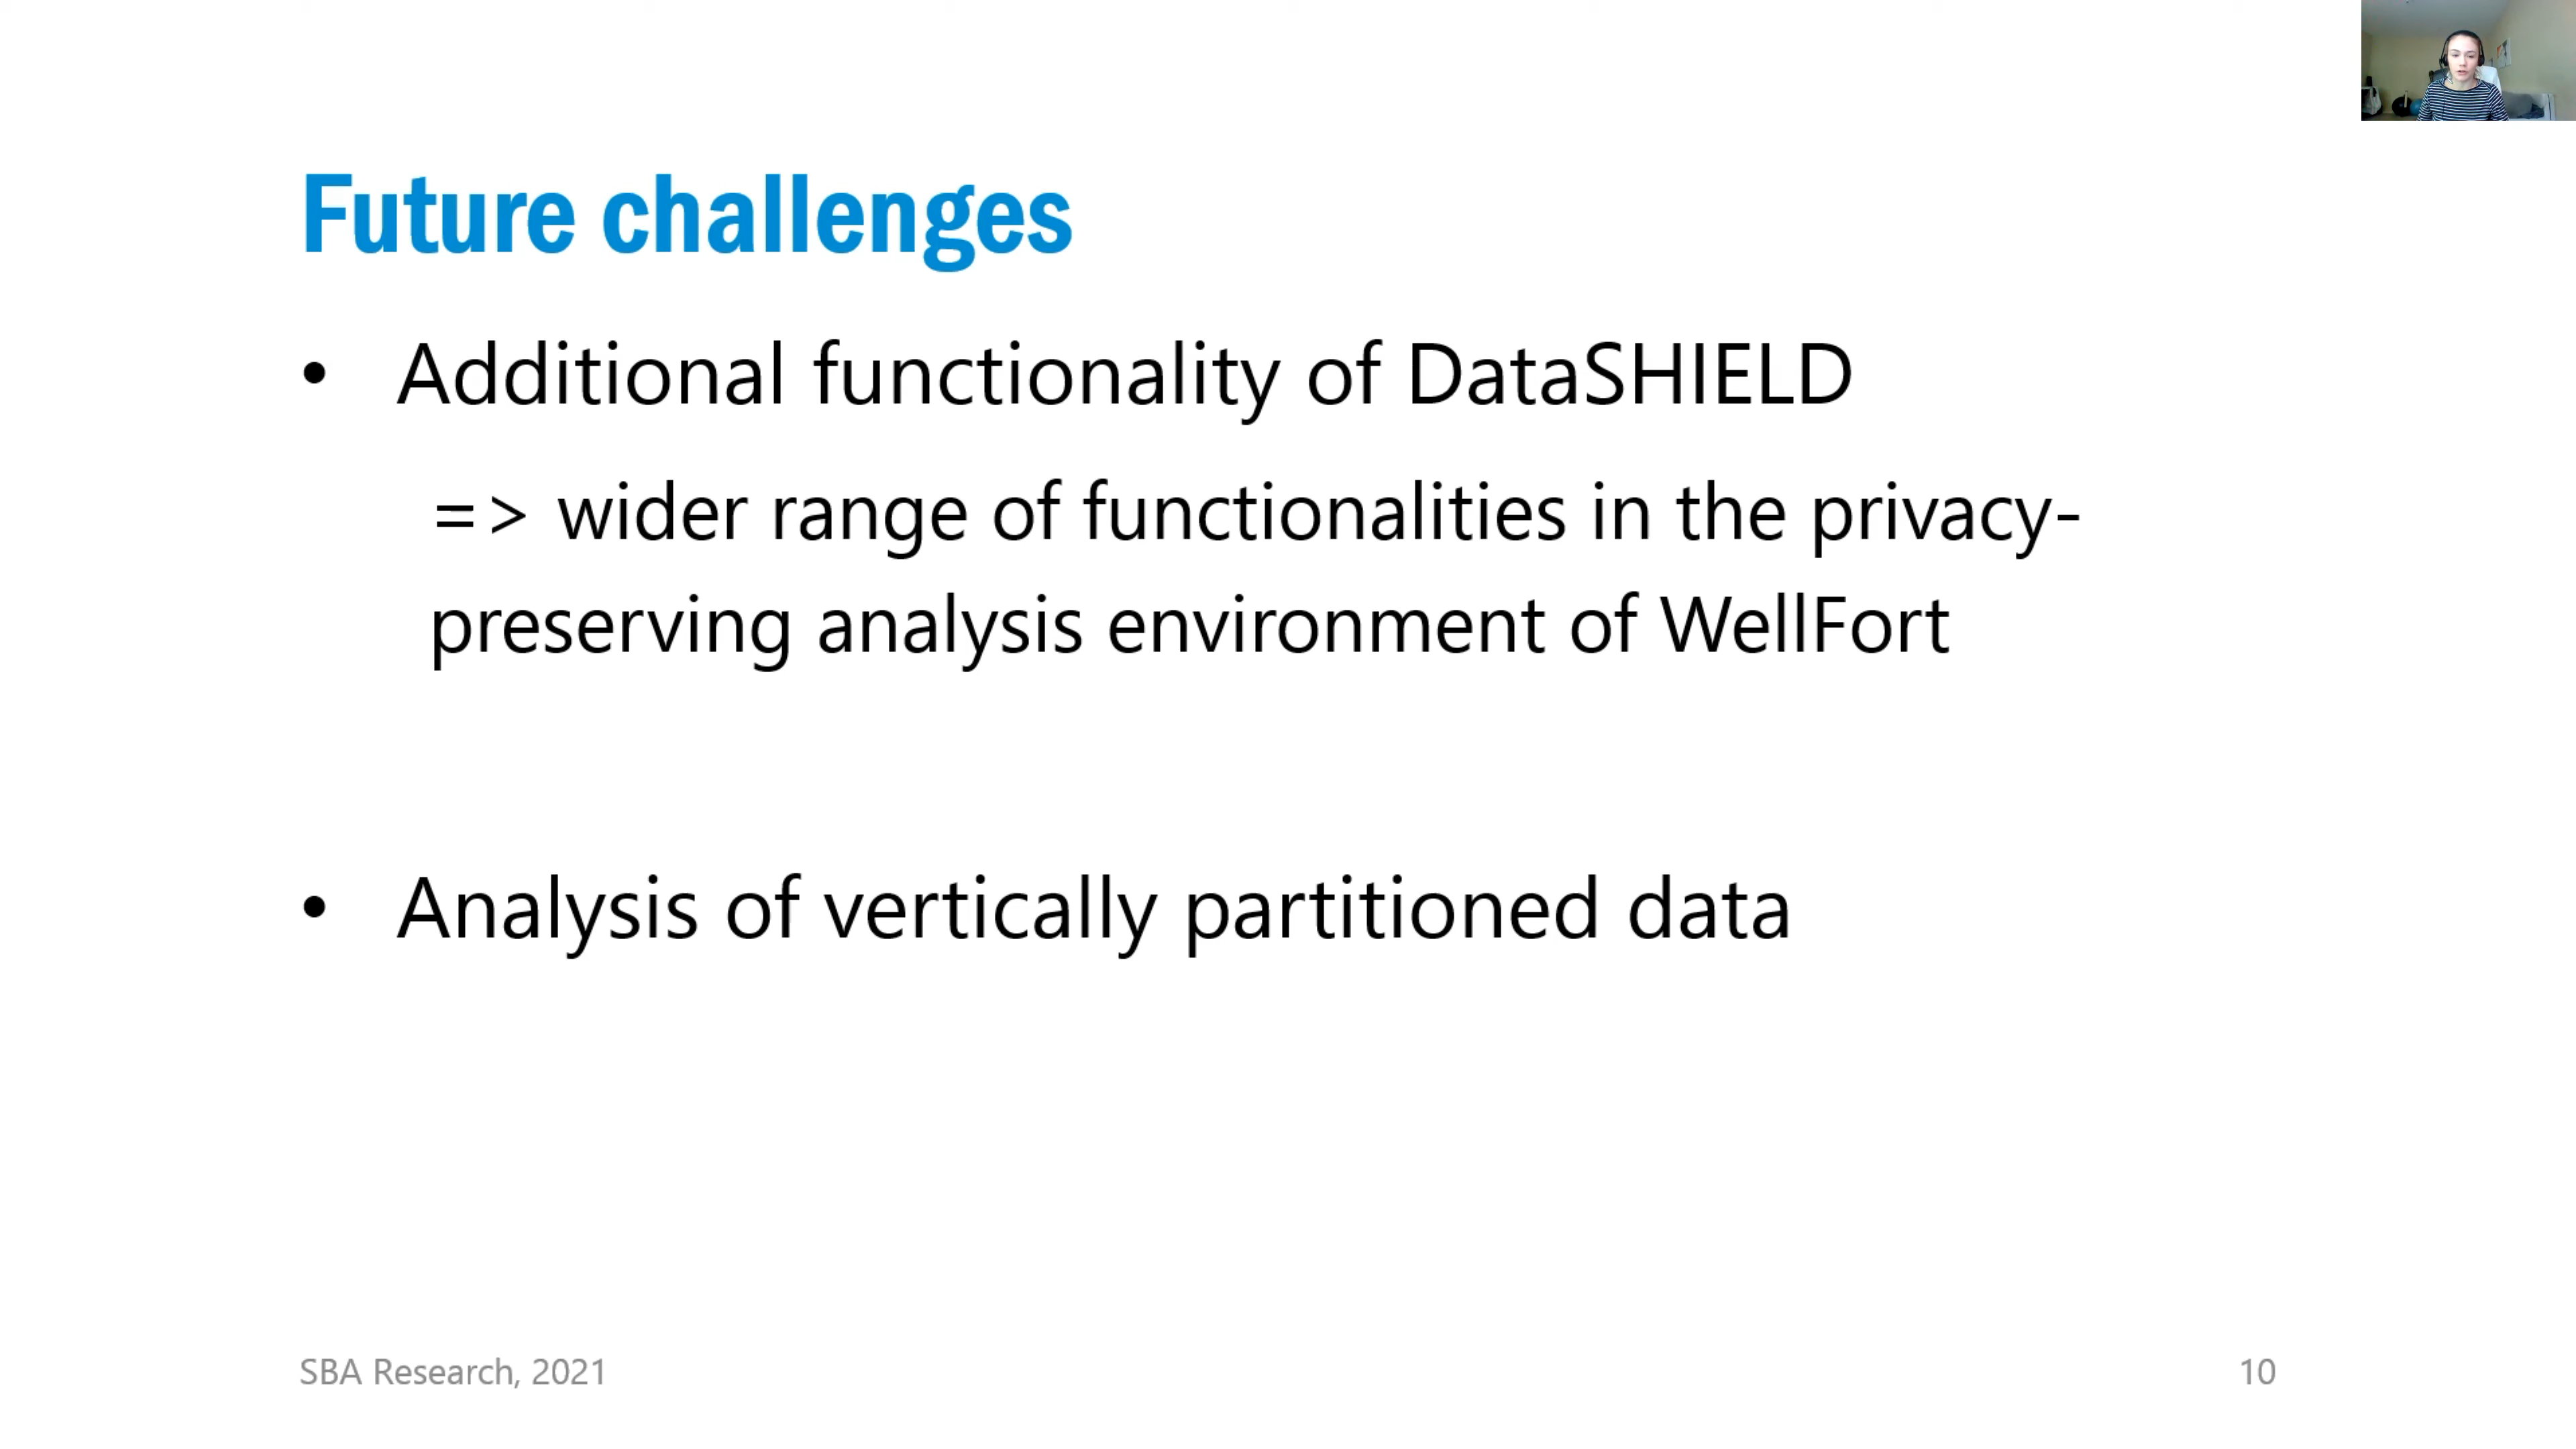 Future challenges
• Additional functionality of DataSHIELD
=> wider range of functionalities in the privacy-
preserving analysis environment of WellFort
• Analysis of vertically partitioned data
SBA Research, 2021
10